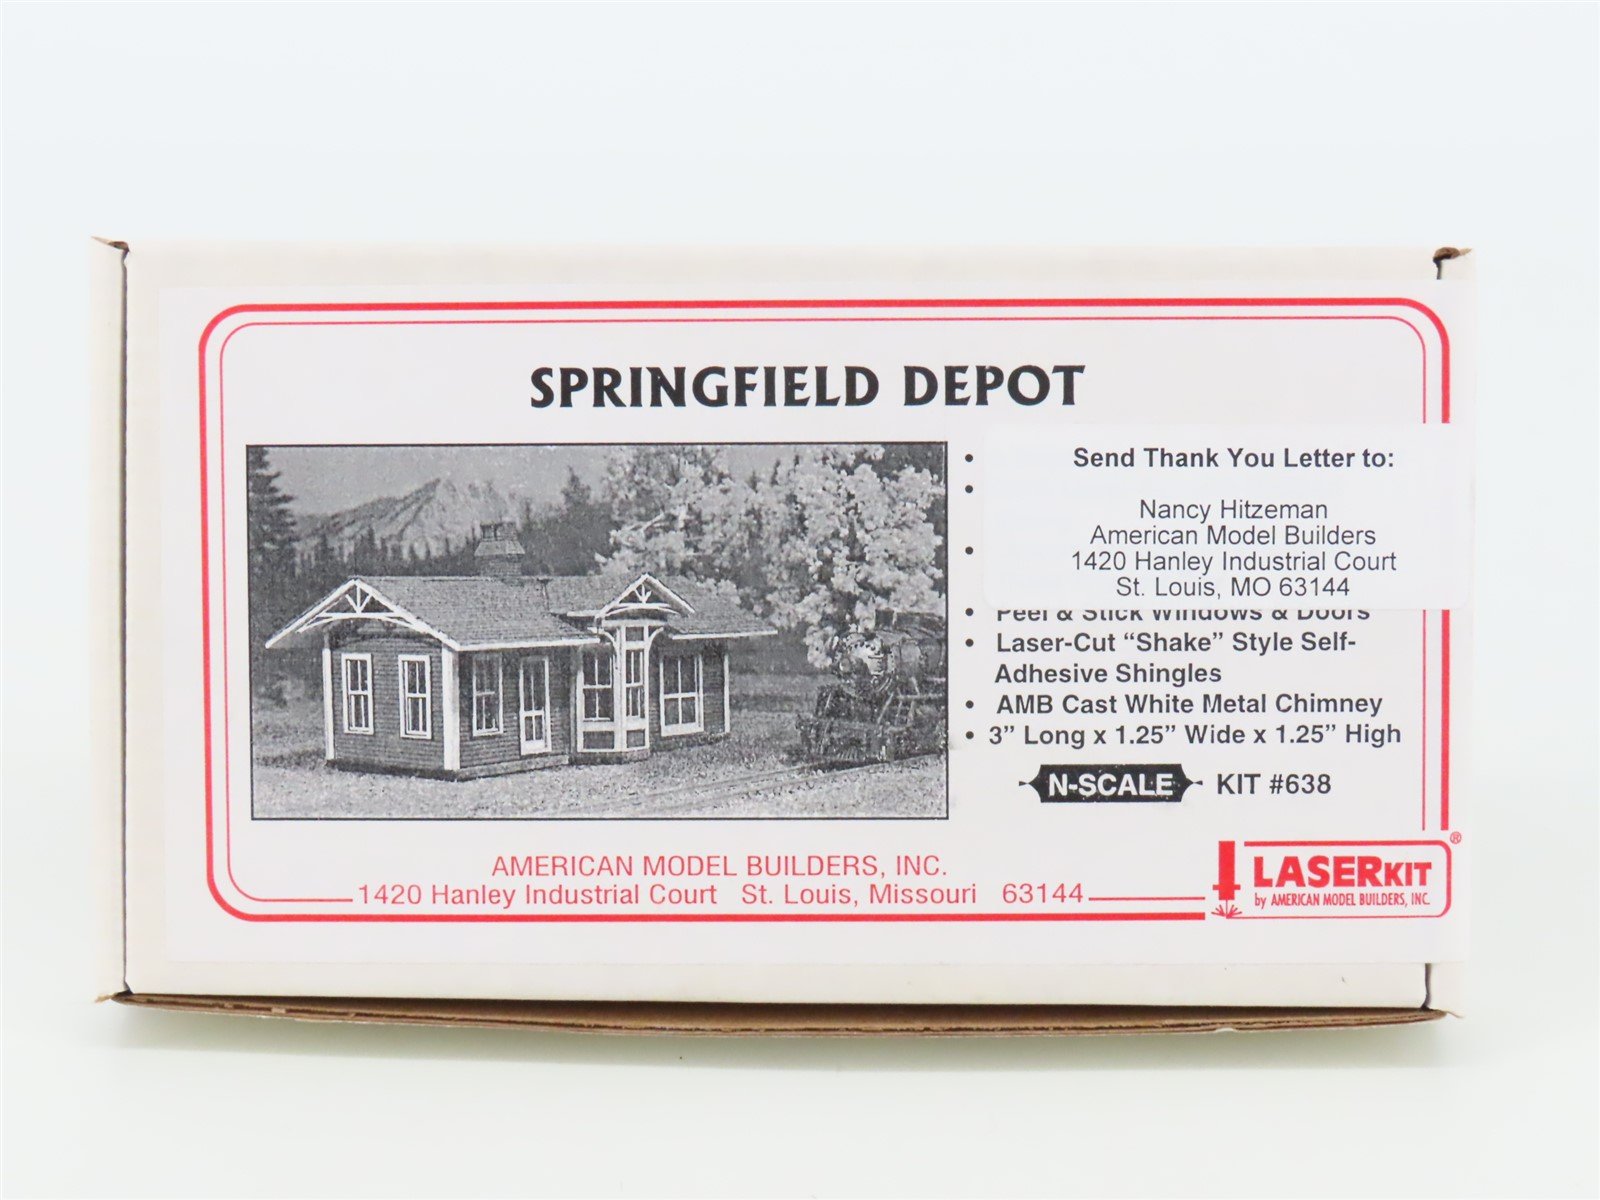 SPRINGFIELD DEPOT
•
•
•
Send Thank You Letter to:
Nancy Hitzeman
American Model Builders
1420 Hanley Industrial Court
St. Louis, MO 63144
• Peel & Stick Windows & Doors
• Laser-Cut “Shake” Style Self-
Adhesive Shingles
• AMB Cast White Metal Chimney
• 3” Long x 1.25” Wide x 1.25” High
N-SCALE KIT #638
AMERICAN MODEL BUILDERS, INC.
1420 Hanley Industrial Court St. Louis, Missouri 63144
LASERKIT ®
by AMERICAN MODEL BUILDERS, INC.